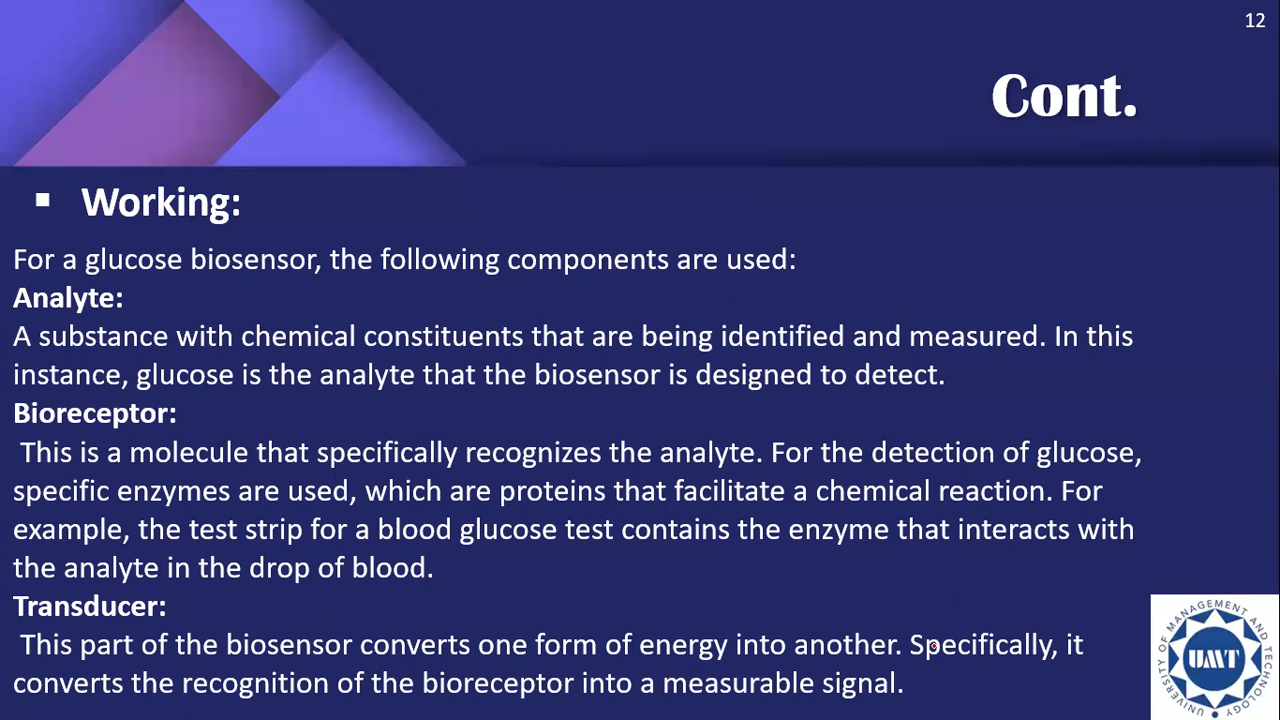 12
Cont.
▪ Working:
For a glucose biosensor, the following components are used:
Analyte:
A substance with chemical constituents that are being identified and measured. In this
instance, glucose is the analyte that the biosensor is designed to detect.
Bioreceptor:
This is a molecule that specifically recognizes the analyte. For the detection of glucose,
specific enzymes are used, which are proteins that facilitate a chemical reaction. For
example, the test strip for a blood glucose test contains the enzyme that interacts with
the analyte in the drop of blood.
Transducer:
This part of the biosensor converts one form of energy into another. Specifically, it
converts the recognition of the bioreceptor into a measurable signal.
UNIVERSITY OF MANAGEMENT AND TECHNOLOGY
UMT